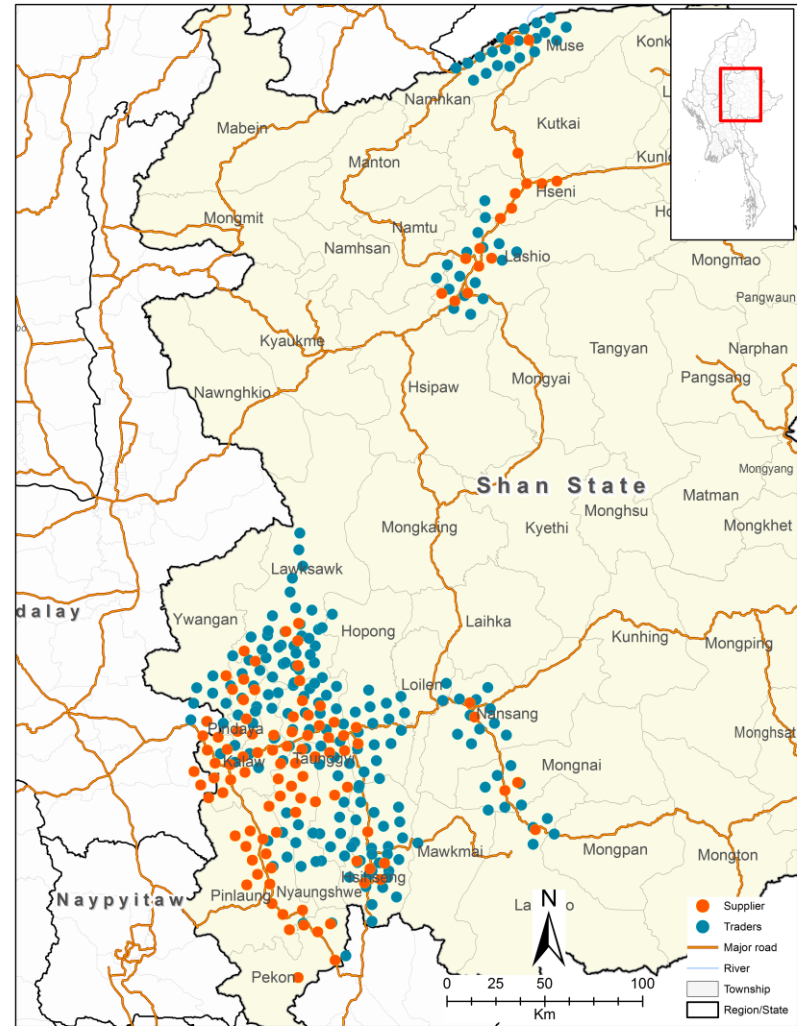 Muse
Konk
Namhkan
Mabein
Kutkai
Manton
Kunlo
Hseni
Mongmit
Namtu
Namhsan
Lashio
Mongmao
Pangwaun
Kyaukme
Tangyan
Narphan
Hsipaw
Mongyai
Pangsang
Nawnghkio
Mongyang
Shan State
Matman
Monghsu
Mongkaing
Kyethi
Mongkhet
Lawksawk
Ywangan
dalay
Hopong
Laihka
Kunhing
Mongping
Loilen
Nansang
Pindaya
Monghsat
Kalaw
Taunggyi
Mongnai
Mawkmai
Mongpan
Mongton
Hsihseng
Pinlaung
Nyaungshwe
Naypyitaw
Pekon
N
Supplier
Traders
Major road
River
Township
Region/State
0 25 50 100
Km